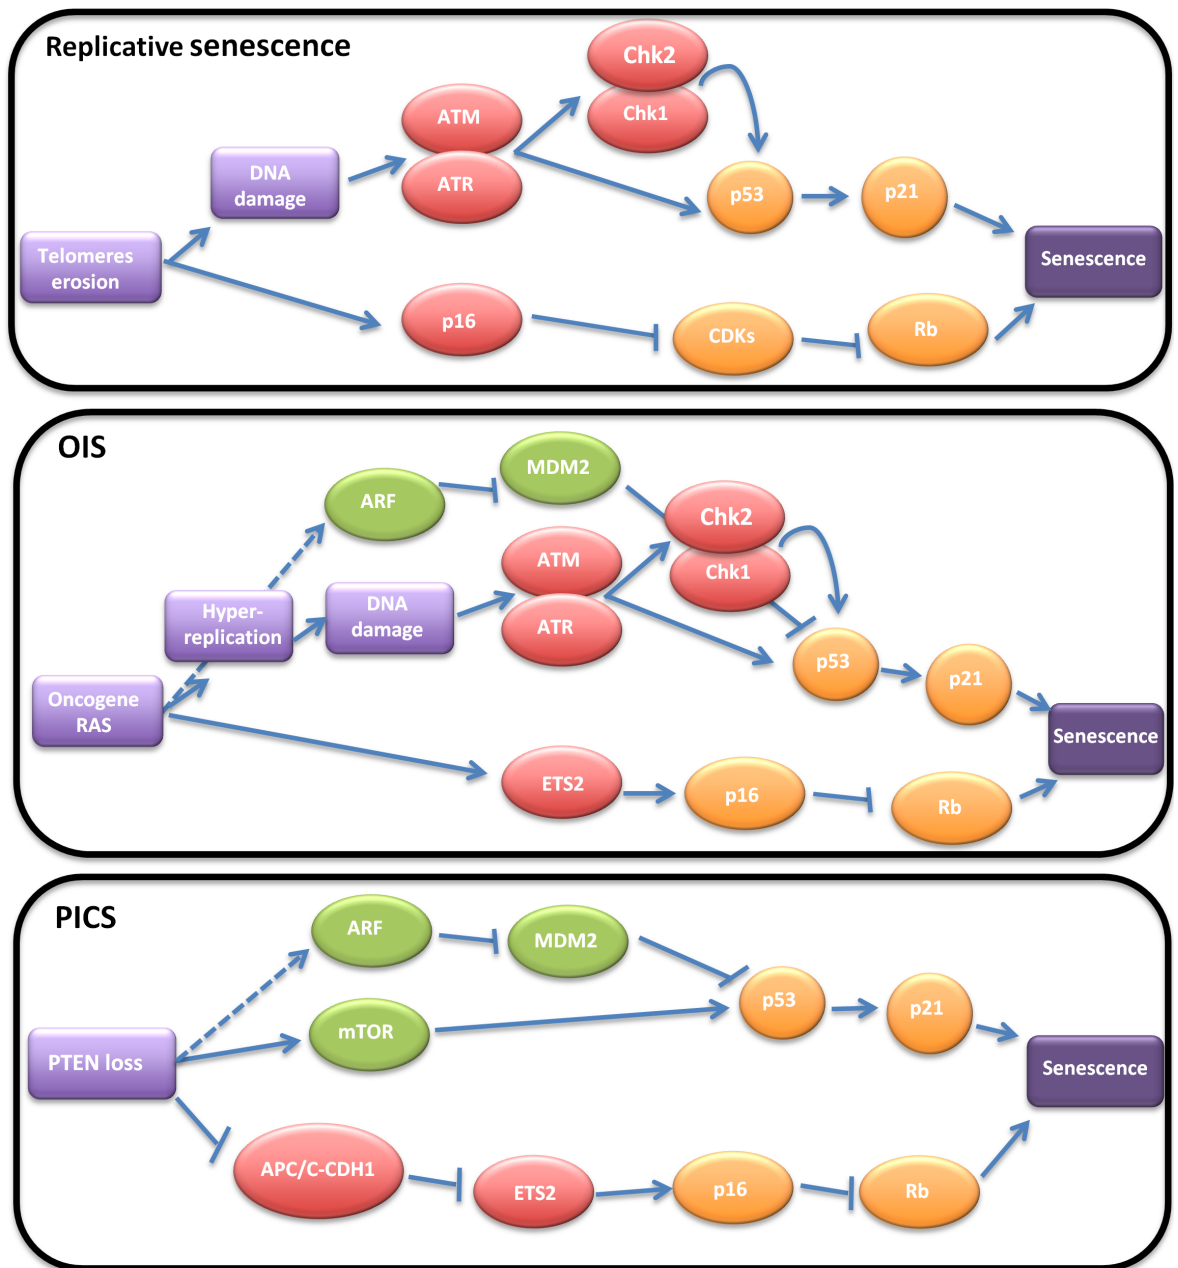 Replicative senescence
Chk2
Chk1
ATM
ATR
DNA
damage
p53
p21
Telomeres
erosion
Senescence
p16
CDKs
Rb
OIS
MDM2
ARF
Chk2
ATM
Chk1
Hyper-
replication
DNA
damage
ATR
p53
p21
Oncogene
RAS
Senescence
ETS2
p16
Rb
PICS
ARF
MDM2
p53
p21
mTOR
PTEN loss
Senescence
APC/C-CDH1
ETS2
p16
Rb